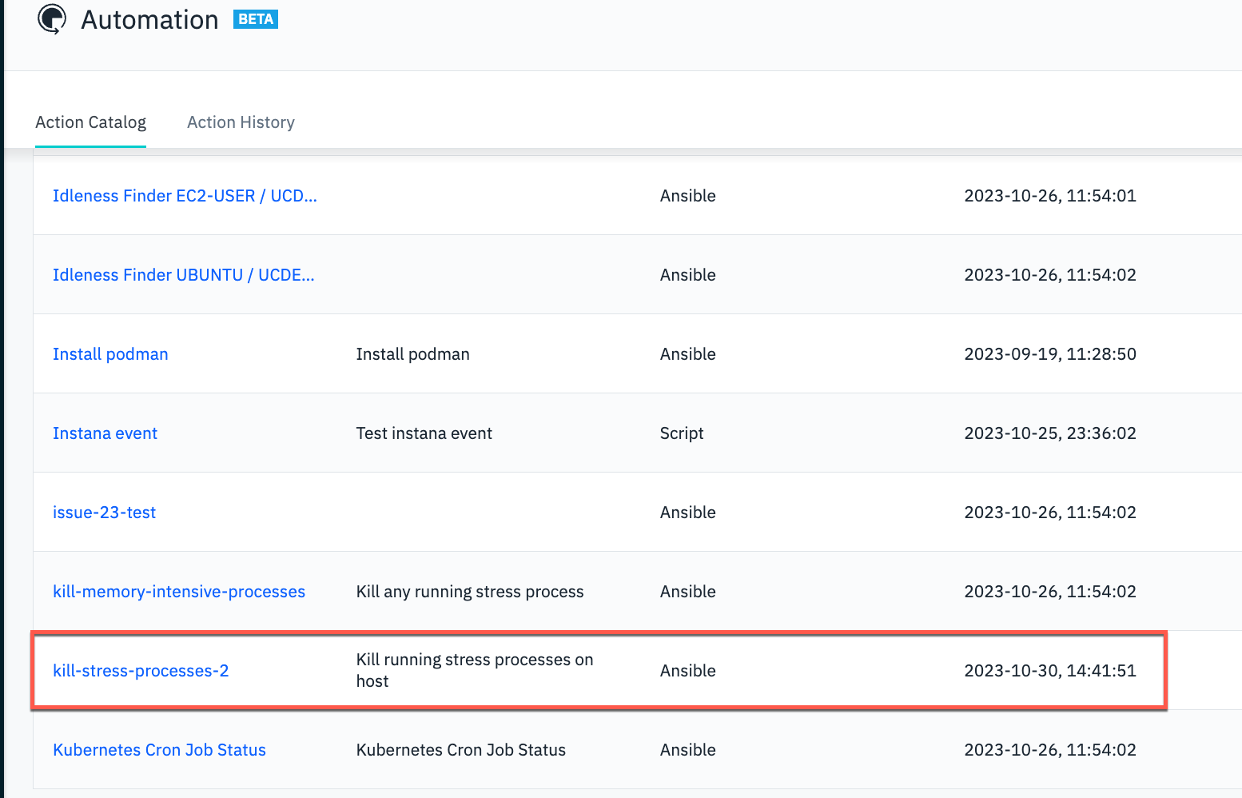 Automation BETA
Action Catalog Action History
Idleness Finder EC2-USER / UCD... Ansible 2023-10-26, 11:54:01
Idleness Finder UBUNTU / UCDE... Ansible 2023-10-26, 11:54:02
Install podman Install podman Ansible 2023-09-19, 11:28:50
Instana event Test instana event Script 2023-10-25, 23:36:02
issue-23-test Ansible 2023-10-26, 11:54:02
kill-memory-intensive-processes Kill any running stress process Ansible 2023-10-26, 11:54:02
kill-stress-processes-2 Kill running stress processes on Ansible 2023-10-30, 14:41:51
host
Kubernetes Cron Job Status Kubernetes Cron Job Status Ansible 2023-10-26, 11:54:02